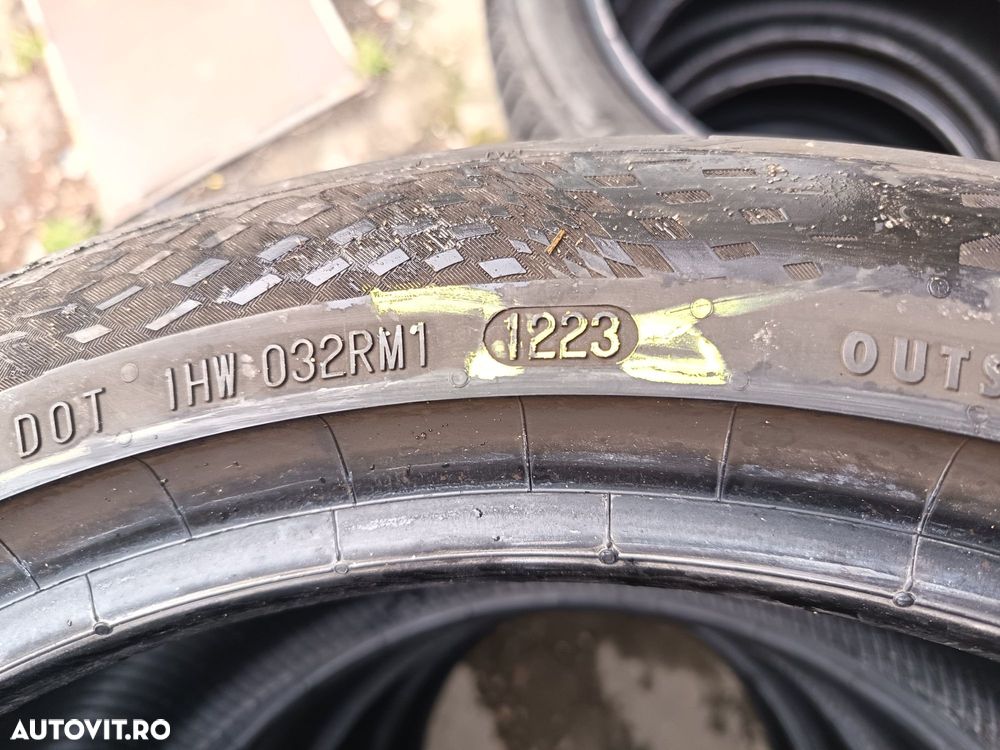 DOT 1HW 032RM1 1223 OUTS
AUTOVIT.RO